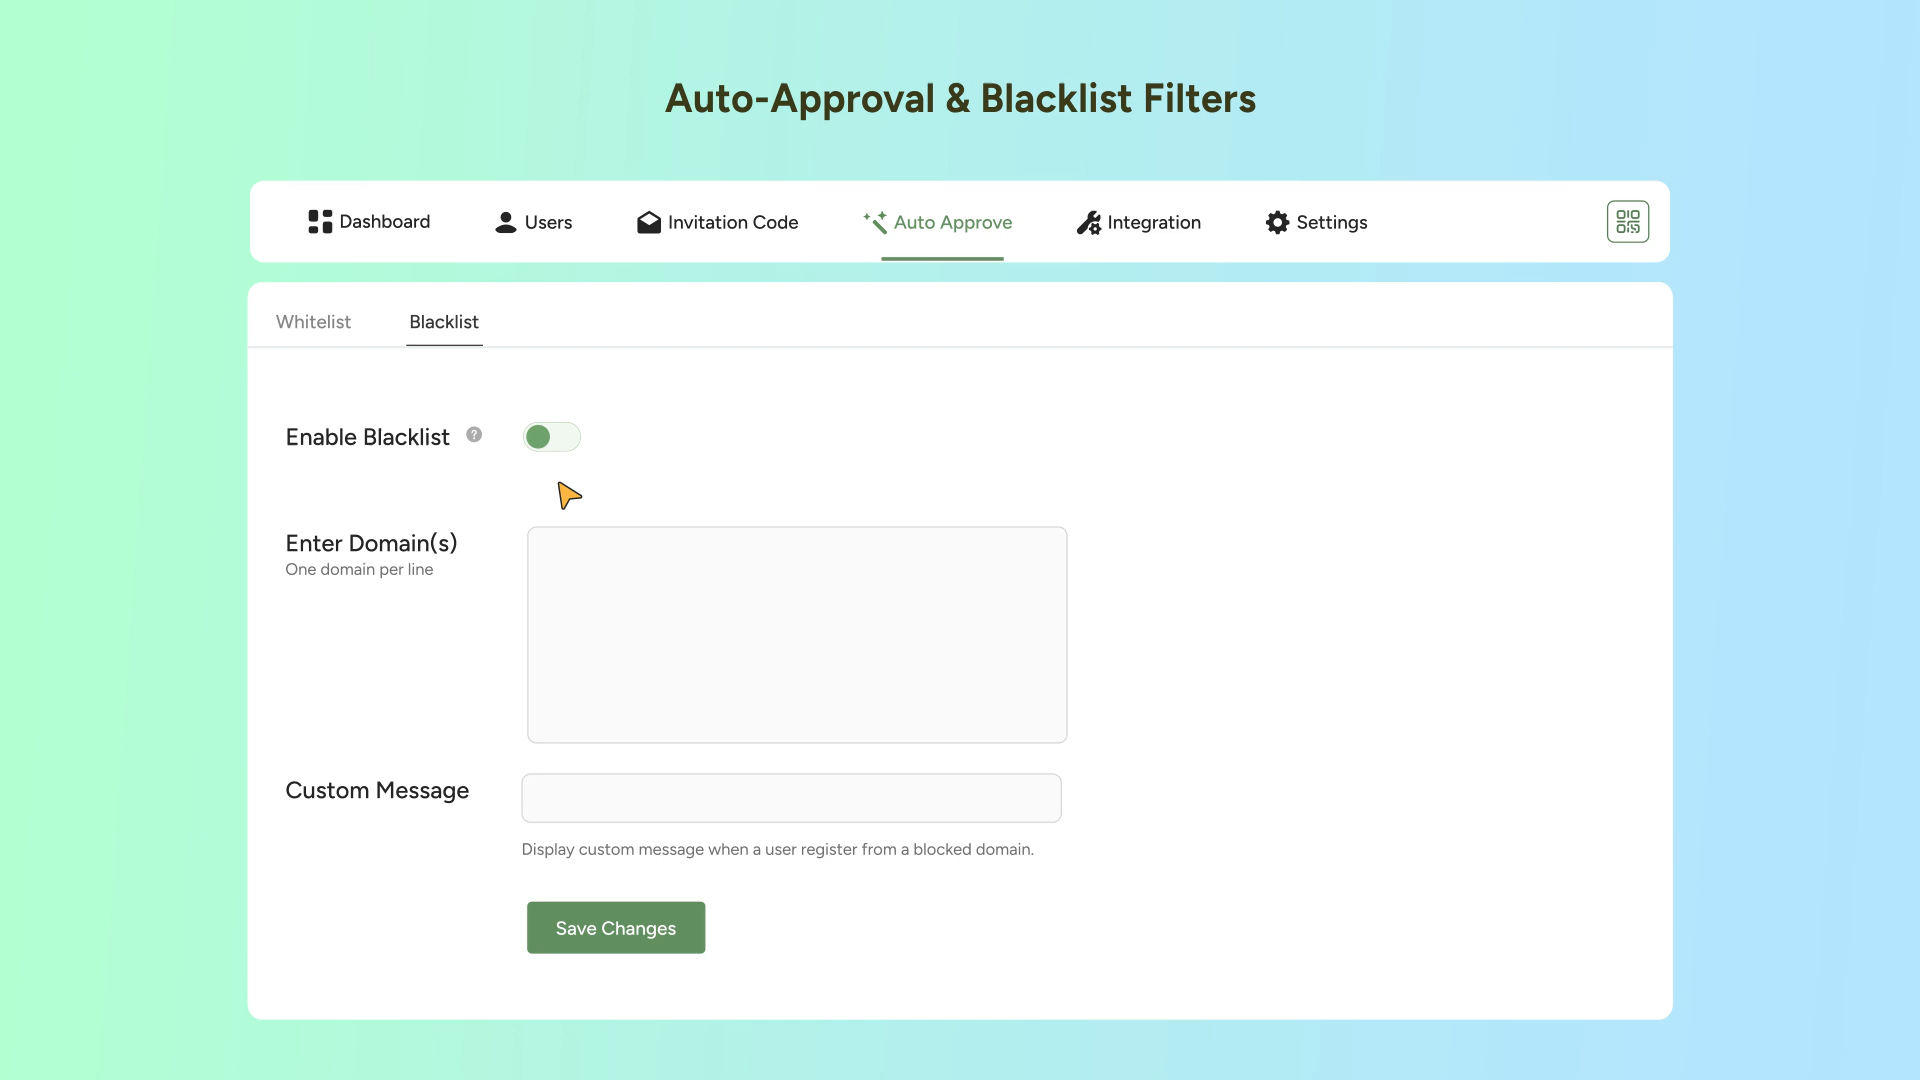 Auto-Approval & Blacklist Filters
Dashboard
Users
Invitation Code
Auto Approve
Integration
Settings
Whitelist
Blacklist
Enable Blacklist
?
Enter Domain(s)
One domain per line
Custom Message
Display custom message when a user register from a blocked domain.
Save Changes